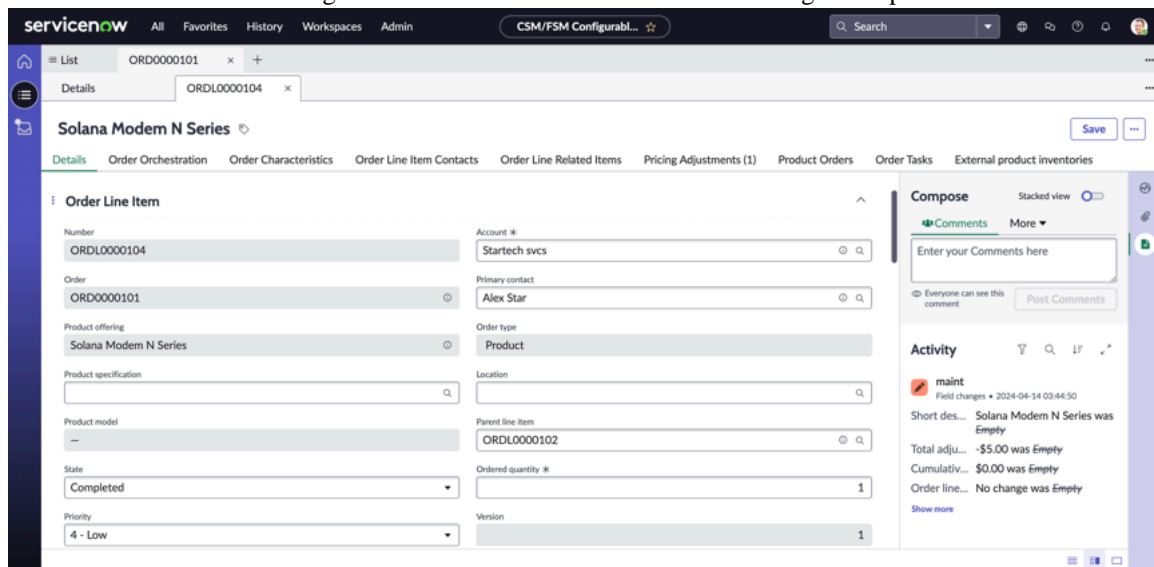 servicenow All Favorites History Workspaces Admin CSM/FSM Configurabl... Search
List ORD0000101 × +
Details ORDL0000104 ×
Solana Modem N Series Save
Details Order Orchestration Order Characteristics Order Line Item Contacts Order Line Related Items Pricing Adjustments (1) Product Orders Order Tasks External product inventories
Order Line Item
Number
ORDL0000104
Order
ORD0000101
Product offering
Solana Modem N Series
Product specification
Product model
—
State
Completed
Priority
4 - Low
Account *
Startech svcs
Primary contact
Alex Star
Order type
Product
Location
Parent line item
ORDL0000102
Ordered quantity *
1
Version
1
Compose Stacked view
Comments More
Enter your Comments here
Everyone can see this
comment
Post Comments
Activity
maint
Field changes • 2024-04-14 03:44:50
Short des... Solana Modem N Series was
Empty
Total adju... -$5.00 was Empty
Cumulativ... $0.00 was Empty
Order line... No change was Empty
Show more